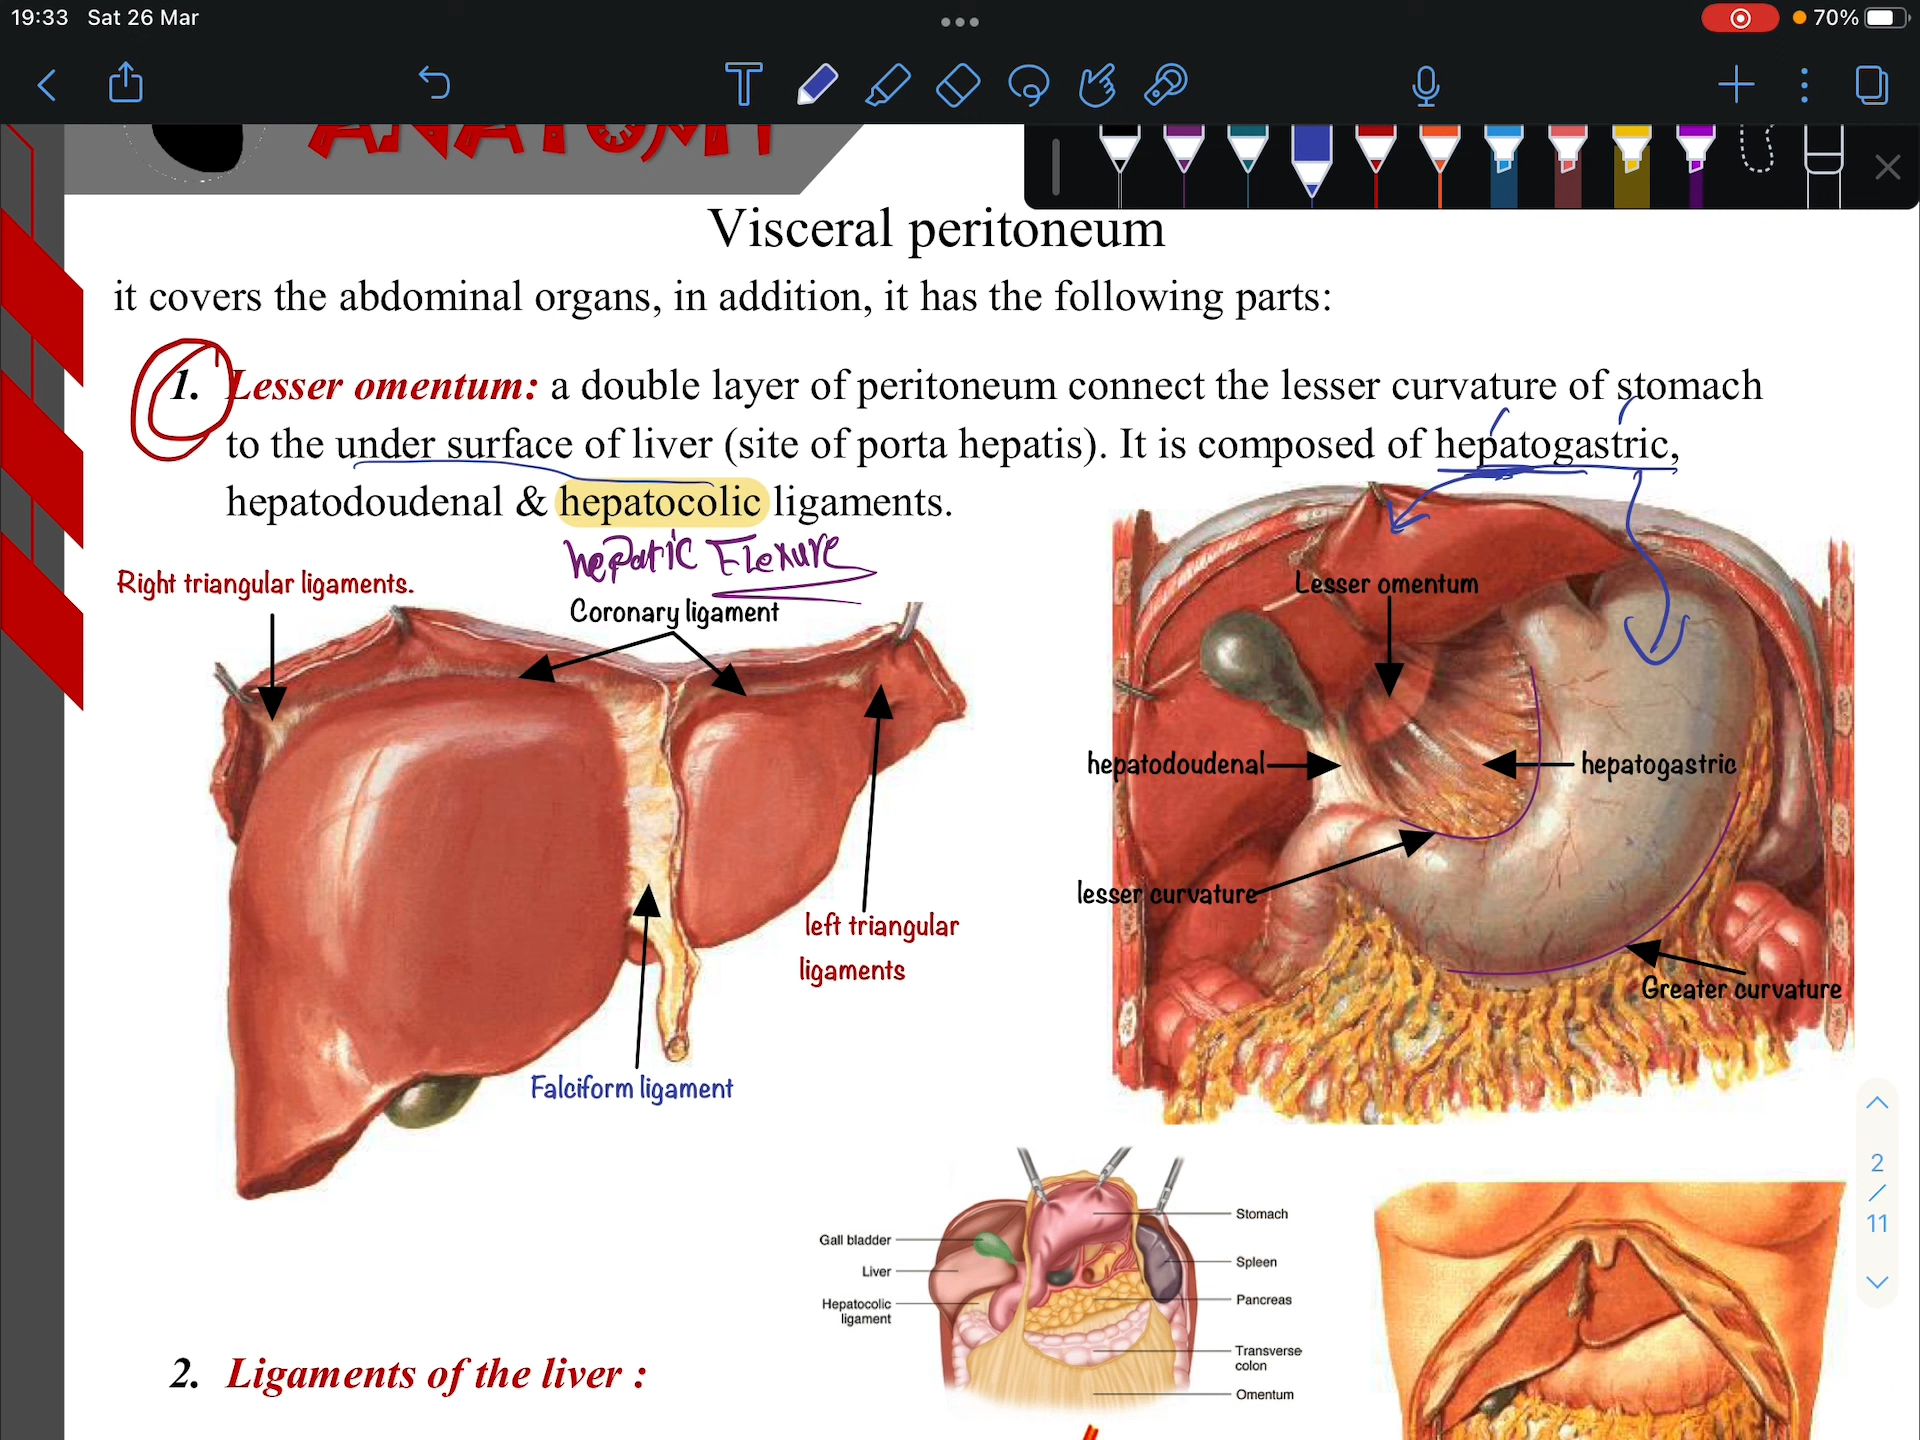 19:33 Sat 26 Mar
70%
ANATOMY
Visceral peritoneum
it covers the abdominal organs, in addition, it has the following parts:
1. Lesser omentum: a double layer of peritoneum connect the lesser curvature of stomach
to the under surface of liver (site of porta hepatis). It is composed of hepatogastric,
hepatodoudenal & hepatocolic ligaments.
hepatic Flexure
Right triangular ligaments.
Coronary ligament
left triangular
ligaments
Falciform ligament
Lesser omentum
hepatodoudenal
hepatogastric
lesser curvature
Greater curvature
Gall bladder
Liver
Hepatocolic
ligament
Stomach
Spleen
Pancreas
Transverse
colon
Omentum
2
/
11
2. Ligaments of the liver :